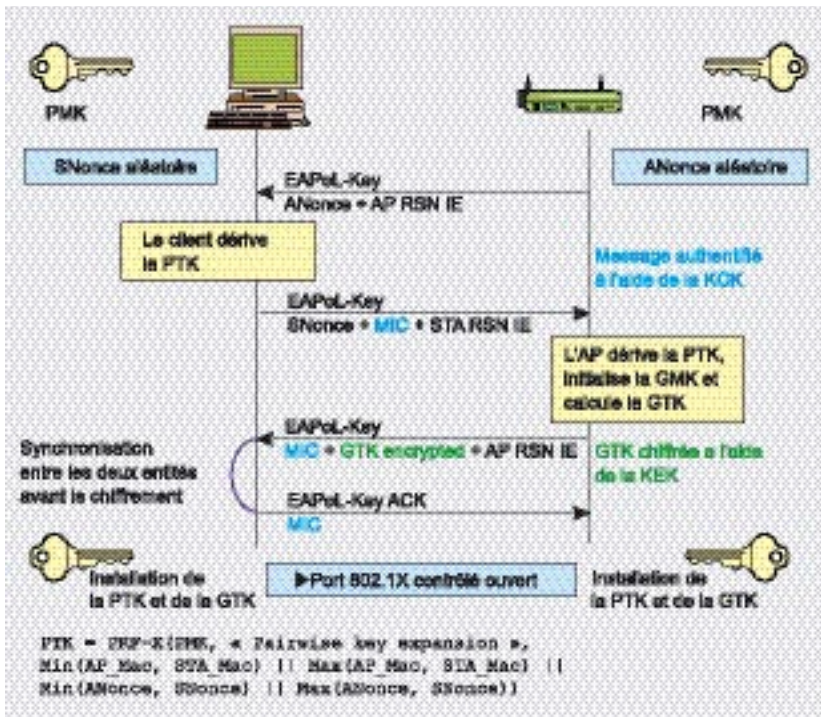 PMK
PMK
SNonce aléatoire
ANonce aléatoire
EAPoL-Key
ANonce + AP RSN IE
Le client dérive
la PTK
Message authentifié
à l'aide de la KCK
EAPoL-Key
SNonce + MIC + STA RSN IE
L'AP dérive la PTK,
initialise la GMK et
calcule la GTK
EAPoL-Key
MIC + GTK encrypted + AP RSN IE
GTK chiffrée a l'aide
de la KEK
Synchronisation
entre les deux entités
avant le chiffrement
EAPoL-Key ACK
MIC
Installation de
la PTK et de la GTK
▶Port 802.1X contrôlé ouvert
Installation de
la PTK et de la GTK
PTK = PRF-X(PMK, « Pairwise key expansion »,
Min(AP_Mac, STA_Mac) || Max(AP_Mac, STA_Mac) ||
Min(ANonce, SNonce) || Max(ANonce, SNonce))